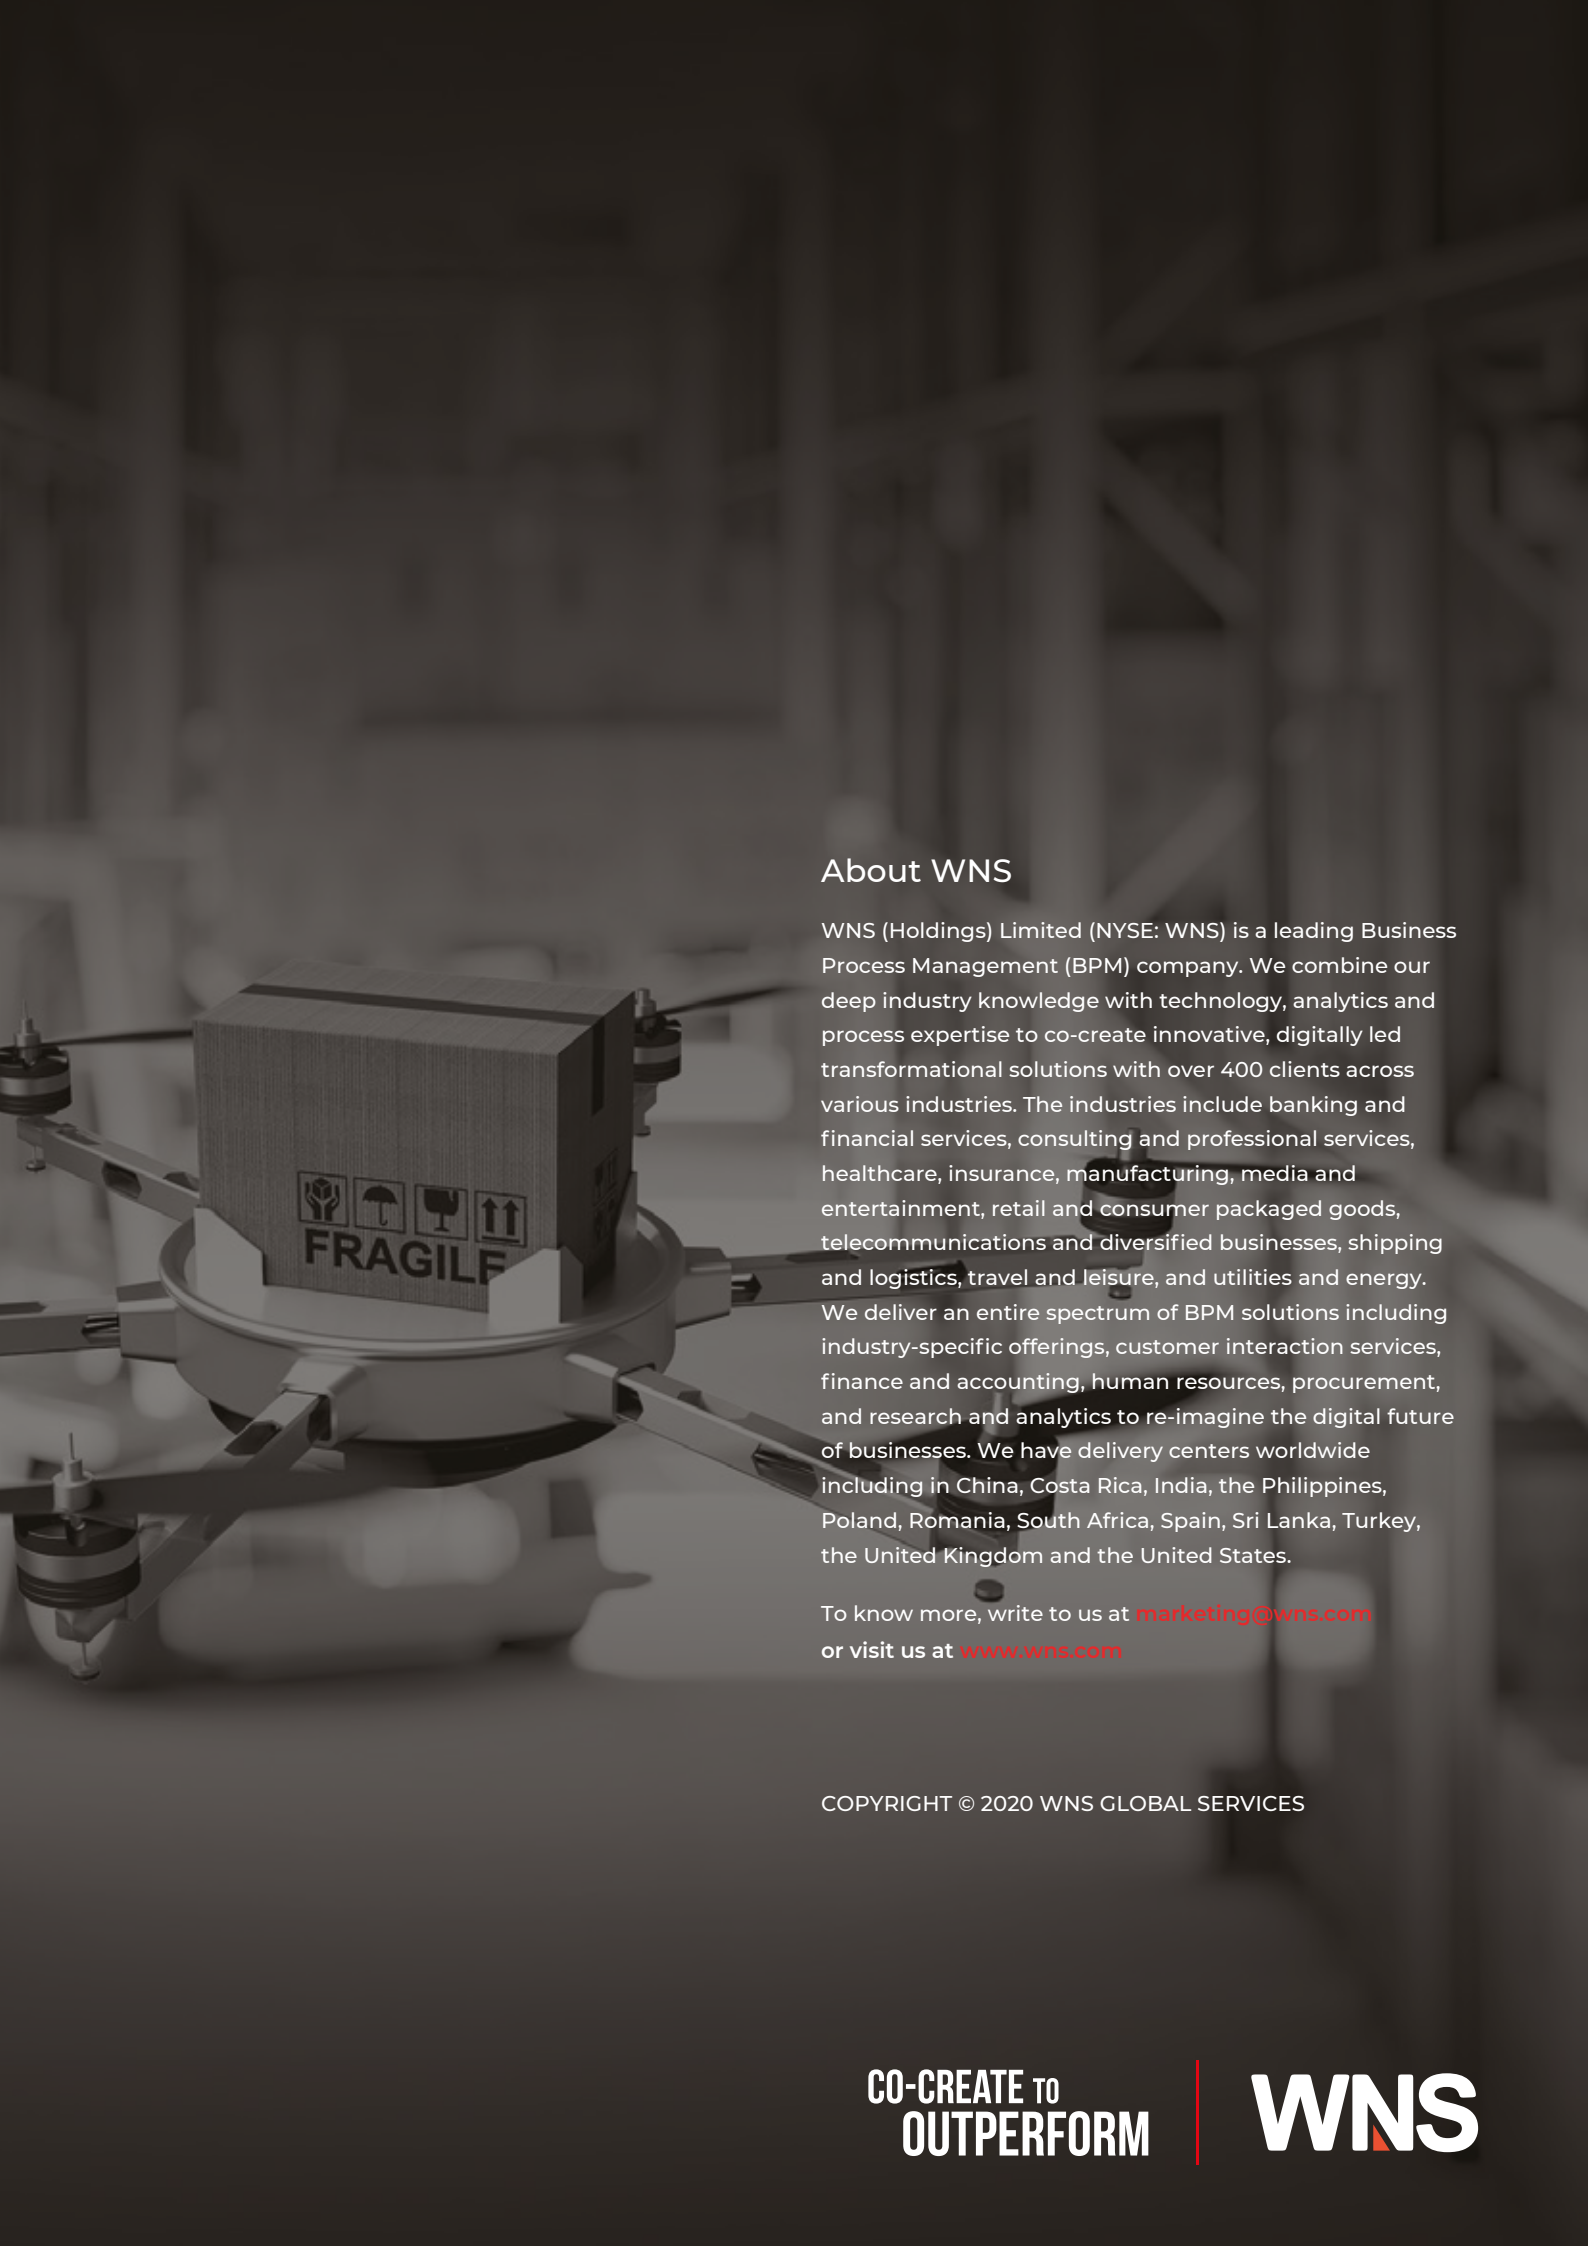 About WNS
WNS (Holdings) Limited (NYSE: WNS) is a leading Business
Process Management (BPM) company. We combine our
deep industry knowledge with technology, analytics and
process expertise to co-create innovative, digitally led
transformational solutions with over 400 clients across
various industries. The industries include banking and
financial services, consulting and professional services,
healthcare, insurance, manufacturing, media and
entertainment, retail and consumer packaged goods,
telecommunications and diversified businesses, shipping
and logistics, travel and leisure, and utilities and energy.
We deliver an entire spectrum of BPM solutions including
industry-specific offerings, customer interaction services,
finance and accounting, human resources, procurement,
and research and analytics to re-imagine the digital future
of businesses. We have delivery centers worldwide
including in China, Costa Rica, India, the Philippines,
Poland, Romania, South Africa, Spain, Sri Lanka, Turkey,
the United Kingdom and the United States.
To know more, write to us at marketing@wns.com
or visit us at www.wns.com
FRAGILE
COPYRIGHT © 2020 WNS GLOBAL SERVICES
CO-CREATE TO
OUTPERFORM
WNS